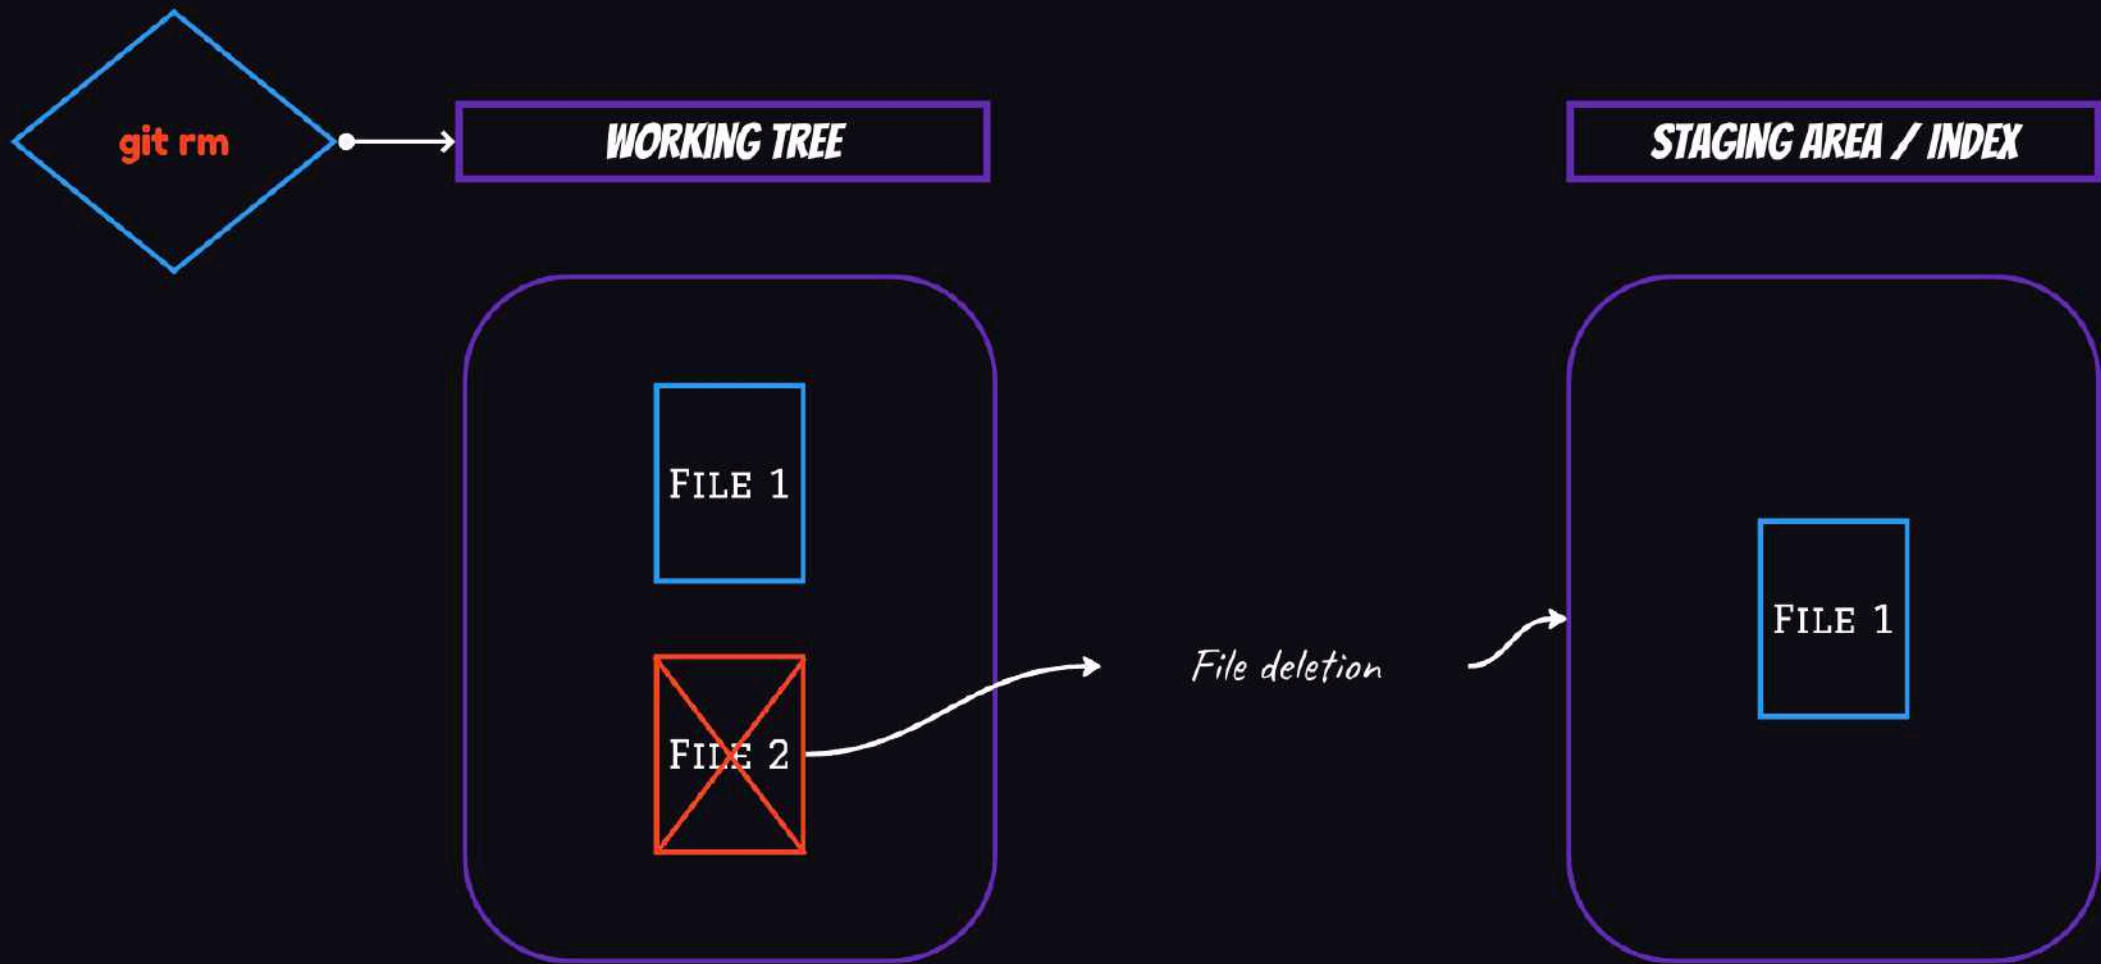 git rm
WORKING TREE
STAGING AREA / INDEX
FILE 1
FILE 2
File deletion
FILE 1